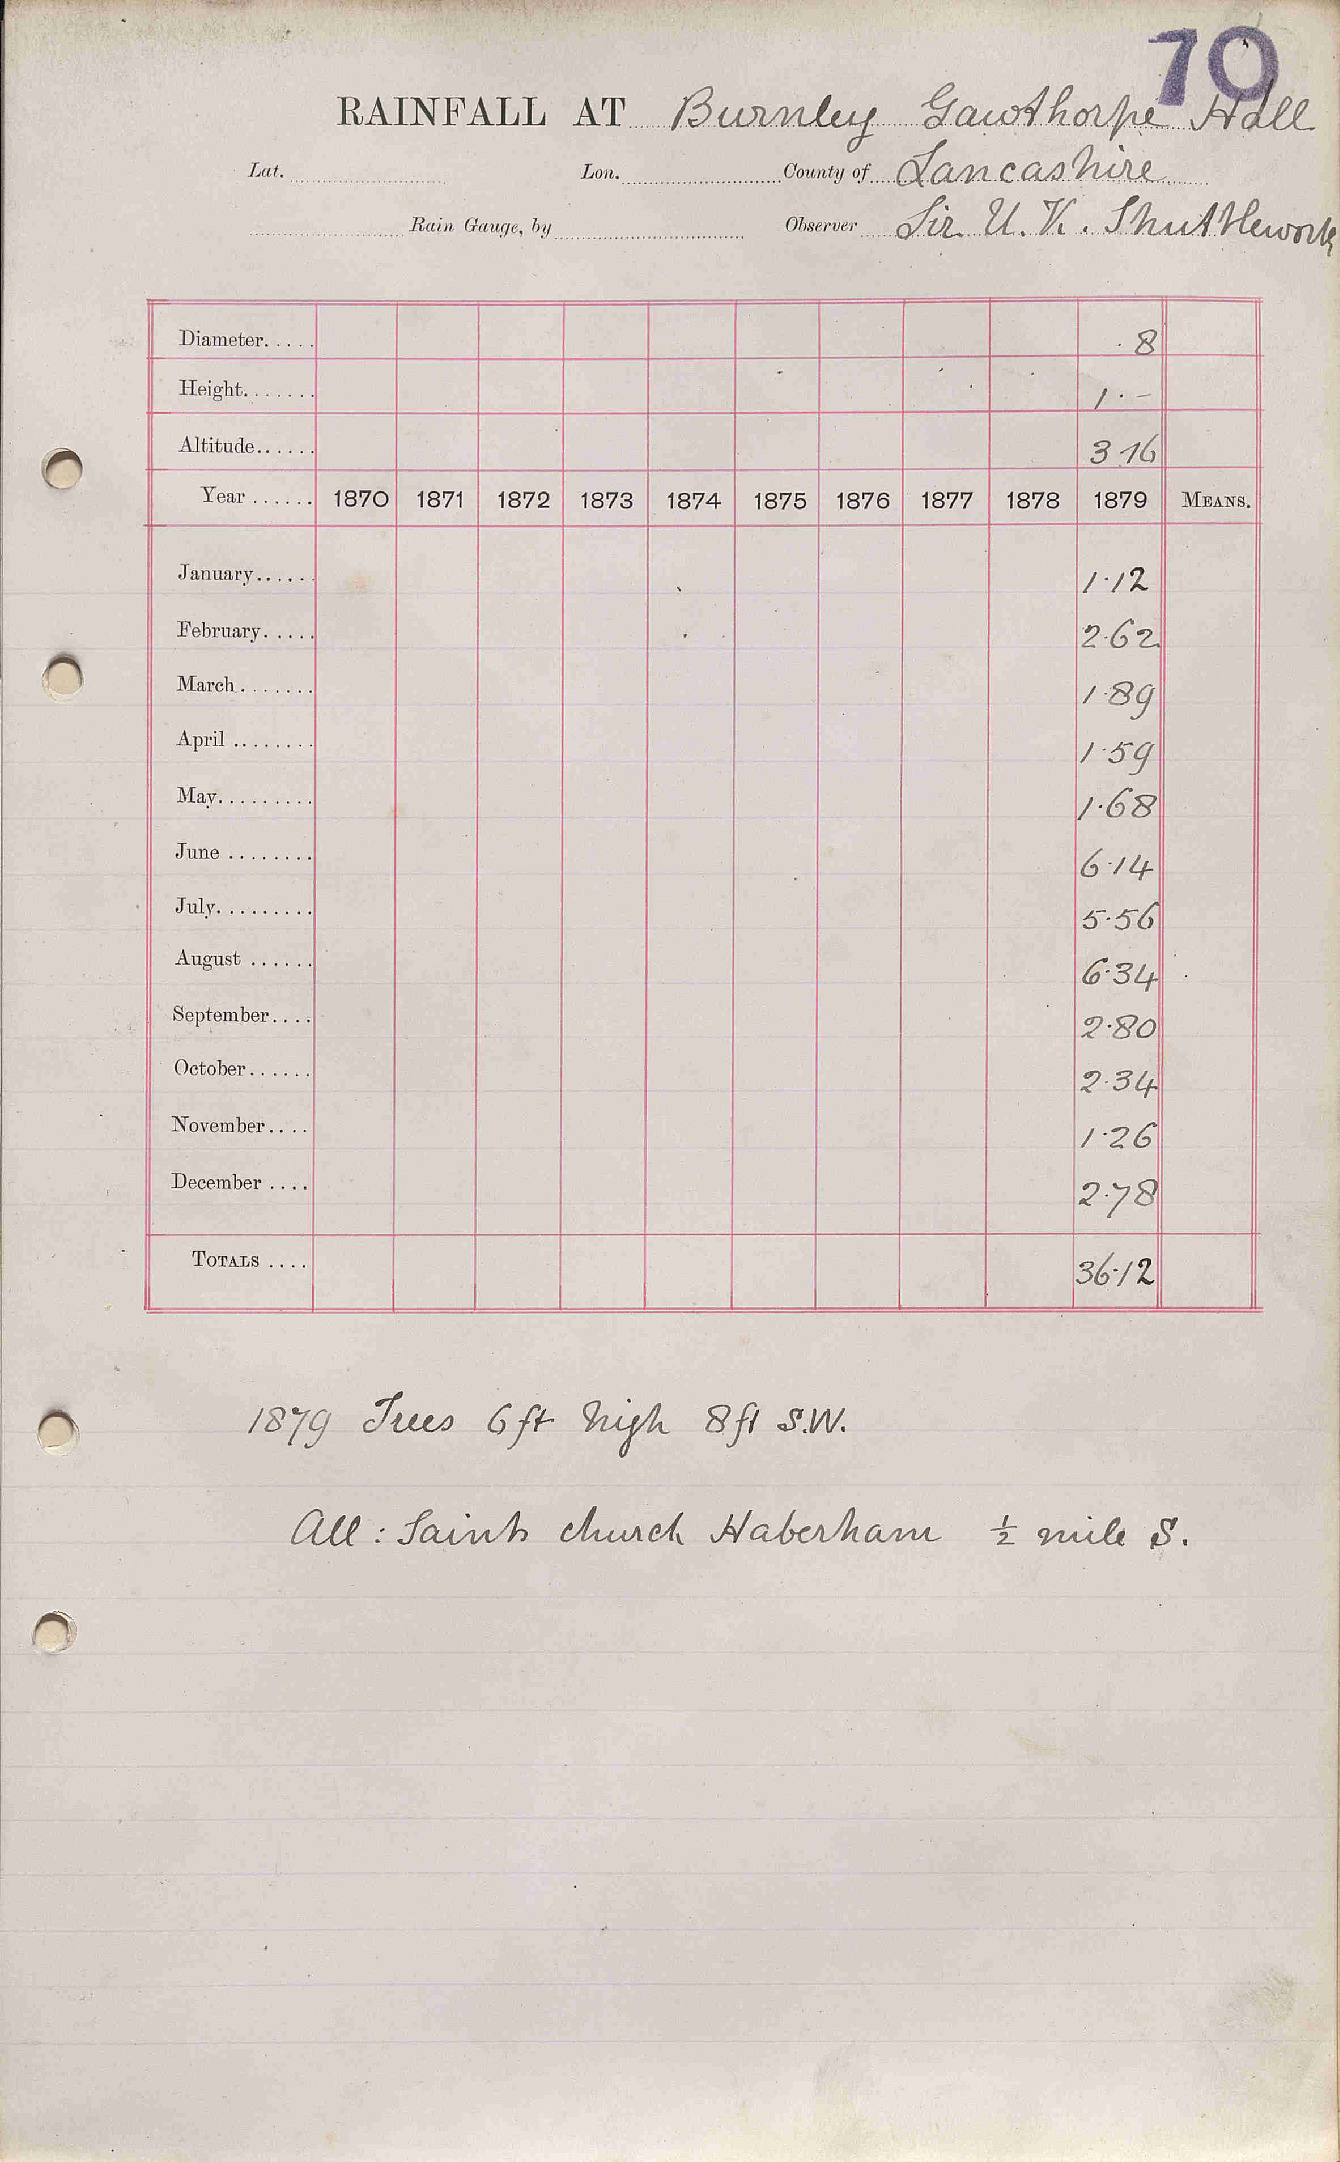 70
RAINFALL AT Burnley Gawthorpe Hall
Lat. Lon. County of Lancashire
Rain Gauge, by Observer Sir U. K. Shuttleworth
Diameter..... 8
Height....... 1 · –
Altitude...... 316
Year ...... 1870 1871 1872 1873 1874 1875 1876 1877 1878 1879 MEANS.
January...... 1·12
February..... 2·62
March....... 1·89
April ........ 1·59
May......... 1·68
June ........ 6·14
July......... 5·56
August ...... 6·34
September.... 2·80
October...... 2·34
November.... 1·26
December .... 2·78
TOTALS .... 36·12
1879 Trees 6ft high 8ft S.W.
All : Saints church Haberham ½ mile S.